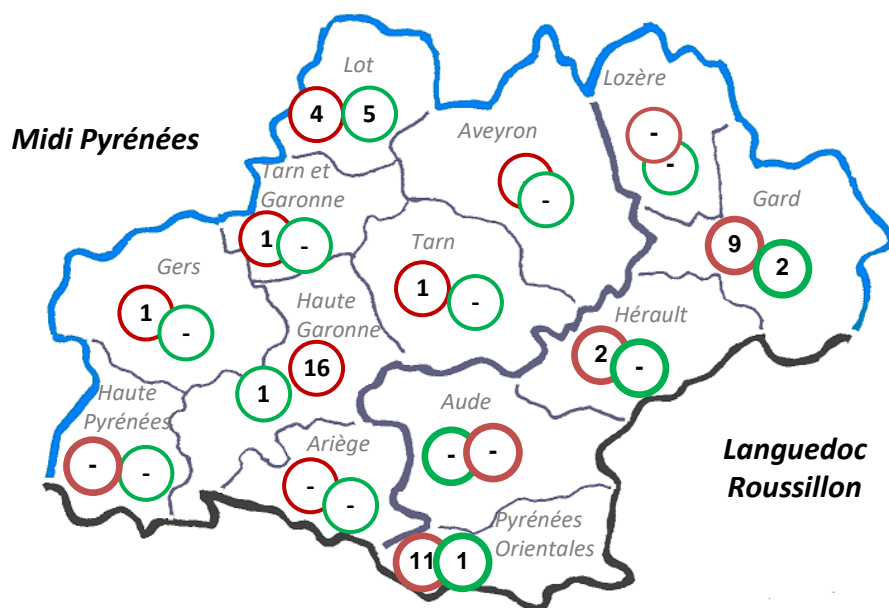 Lot
4 5
Midi Pyrénées
Lozère
-
-
Aveyron
-
Tarn et
Garonne
1 -
Gard
9
2
Tarn
1 -
Gers
1
-
Haute
Garonne
16
1
Hérault
2 -
Haute
Pyrénées
- -
Aude
- -
Ariège
-
-
Languedoc
Roussillon
Pyrénées
Orientales
11 1